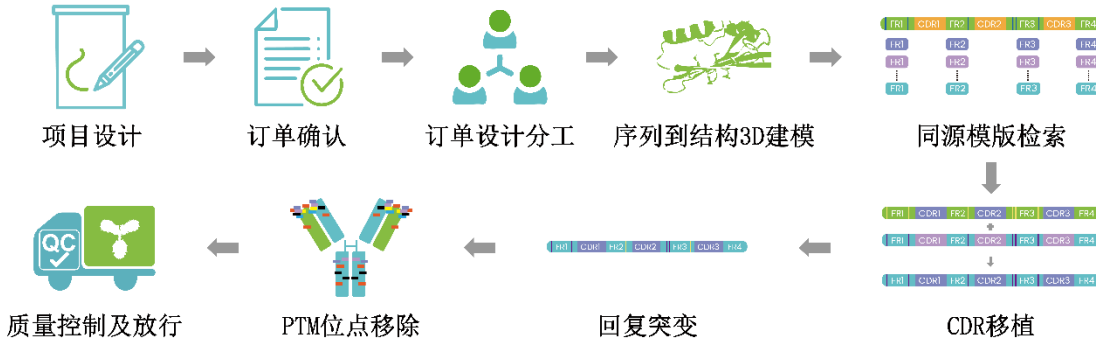 FR1 CDR1 FR2 CDR2 FR3 CDR3 FR4
FR1 FR2 FR3 FR4
FR1 FR2 FR3 FR4
FR1 FR2 FR3 FR4
项目设计
订单确认
订单设计分工
序列到结构3D建模
同源模版检索
QC
FR1 CDR1 FR2 CDR2 FR3 CDR3 FR4
FR1 CDR1 FR2 CDR2 FR3 CDR3 FR4
FR1 CDR1 FR2 CDR2 FR3 CDR3 FR4
FR1 CDR1 FR2 CDR2 FR3 CDR3 FR4
质量控制及放行
PTM位点移除
回复突变
CDR移植